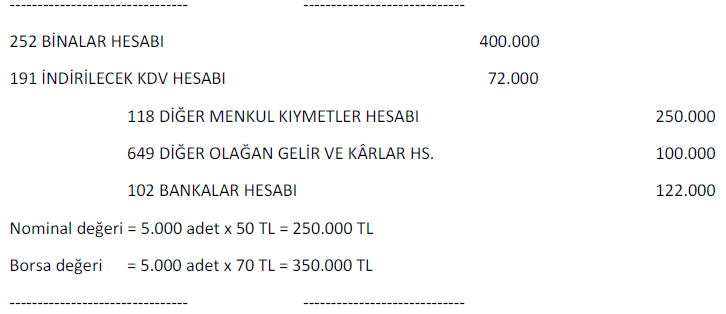 -------------------------------- -----------------------------
252 BİNALAR HESABI 400.000
191 İNDİRİLECEK KDV HESABI 72.000
118 DİĞER MENKUL KIYMETLER HESABI 250.000
649 DİĞER OLAĞAN GELİR VE KÂRLAR HS. 100.000
102 BANKALAR HESABI 122.000
Nominal değeri = 5.000 adet x 50 TL = 250.000 TL
Borsa değeri = 5.000 adet x 70 TL = 350.000 TL
-------------------------------- -----------------------------